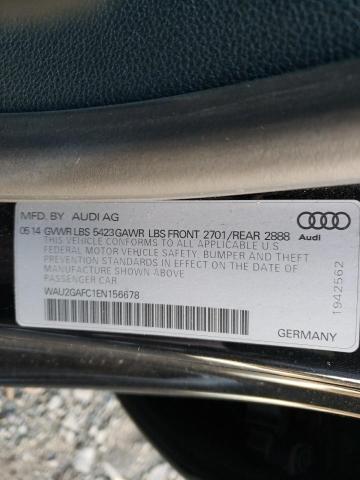 MFD. BY AUDI AG
05 14 GVWR LBS 5423 GAWR LBS FRONT 2701/REAR 2888
THIS VEHICLE CONFORMS TO ALL APPLICABLE U.S
FEDERAL MOTOR VEHICLE SAFETY, BUMPER AND THEFT
PREVENTION STANDARDS IN EFFECT ON THE DATE OF
MANUFACTURE SHOWN ABOVE.
PASSENGER CAR
WAU2GAFC1EN156678
Audi
1942562
GERMANY